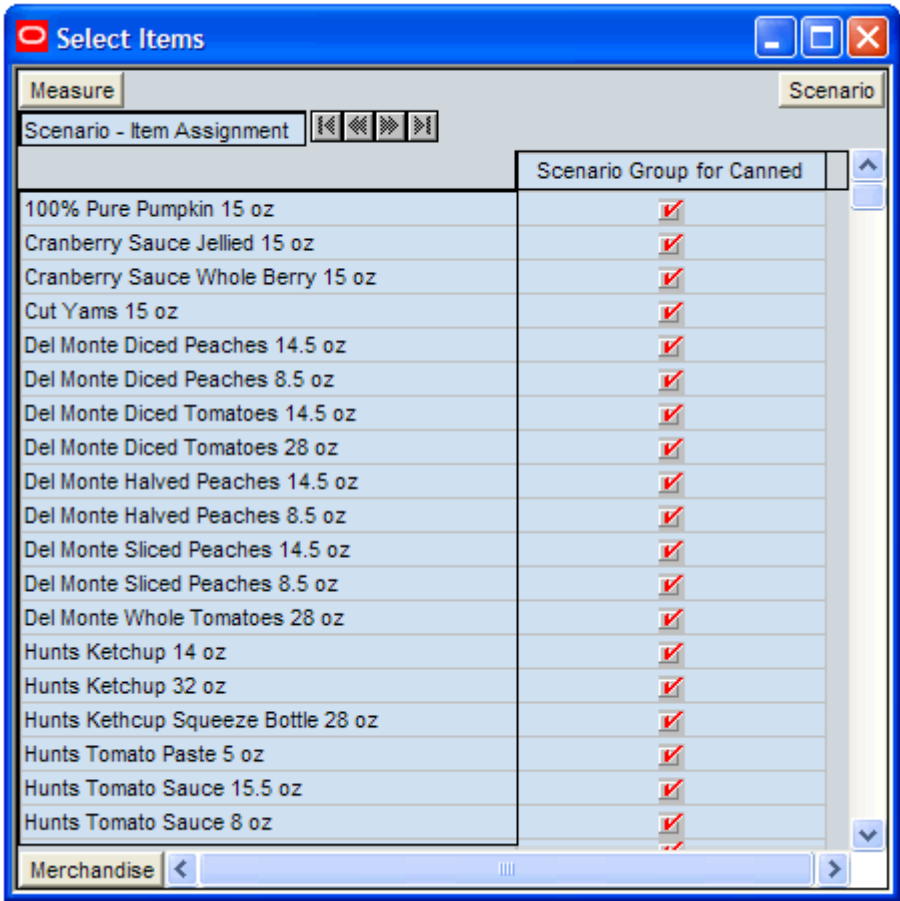 Select Items
Measure
Scenario
Scenario - Item Assignment
Scenario Group for Canned
100% Pure Pumpkin 15 oz
Cranberry Sauce Jellied 15 oz
Cranberry Sauce Whole Berry 15 oz
Cut Yams 15 oz
Del Monte Diced Peaches 14.5 oz
Del Monte Diced Peaches 8.5 oz
Del Monte Diced Tomatoes 14.5 oz
Del Monte Diced Tomatoes 28 oz
Del Monte Halved Peaches 14.5 oz
Del Monte Halved Peaches 8.5 oz
Del Monte Sliced Peaches 14.5 oz
Del Monte Sliced Peaches 8.5 oz
Del Monte Whole Tomatoes 28 oz
Hunts Ketchup 14 oz
Hunts Ketchup 32 oz
Hunts Kethcup Squeeze Bottle 28 oz
Hunts Tomato Paste 5 oz
Hunts Tomato Sauce 15.5 oz
Hunts Tomato Sauce 8 oz
Merchandise